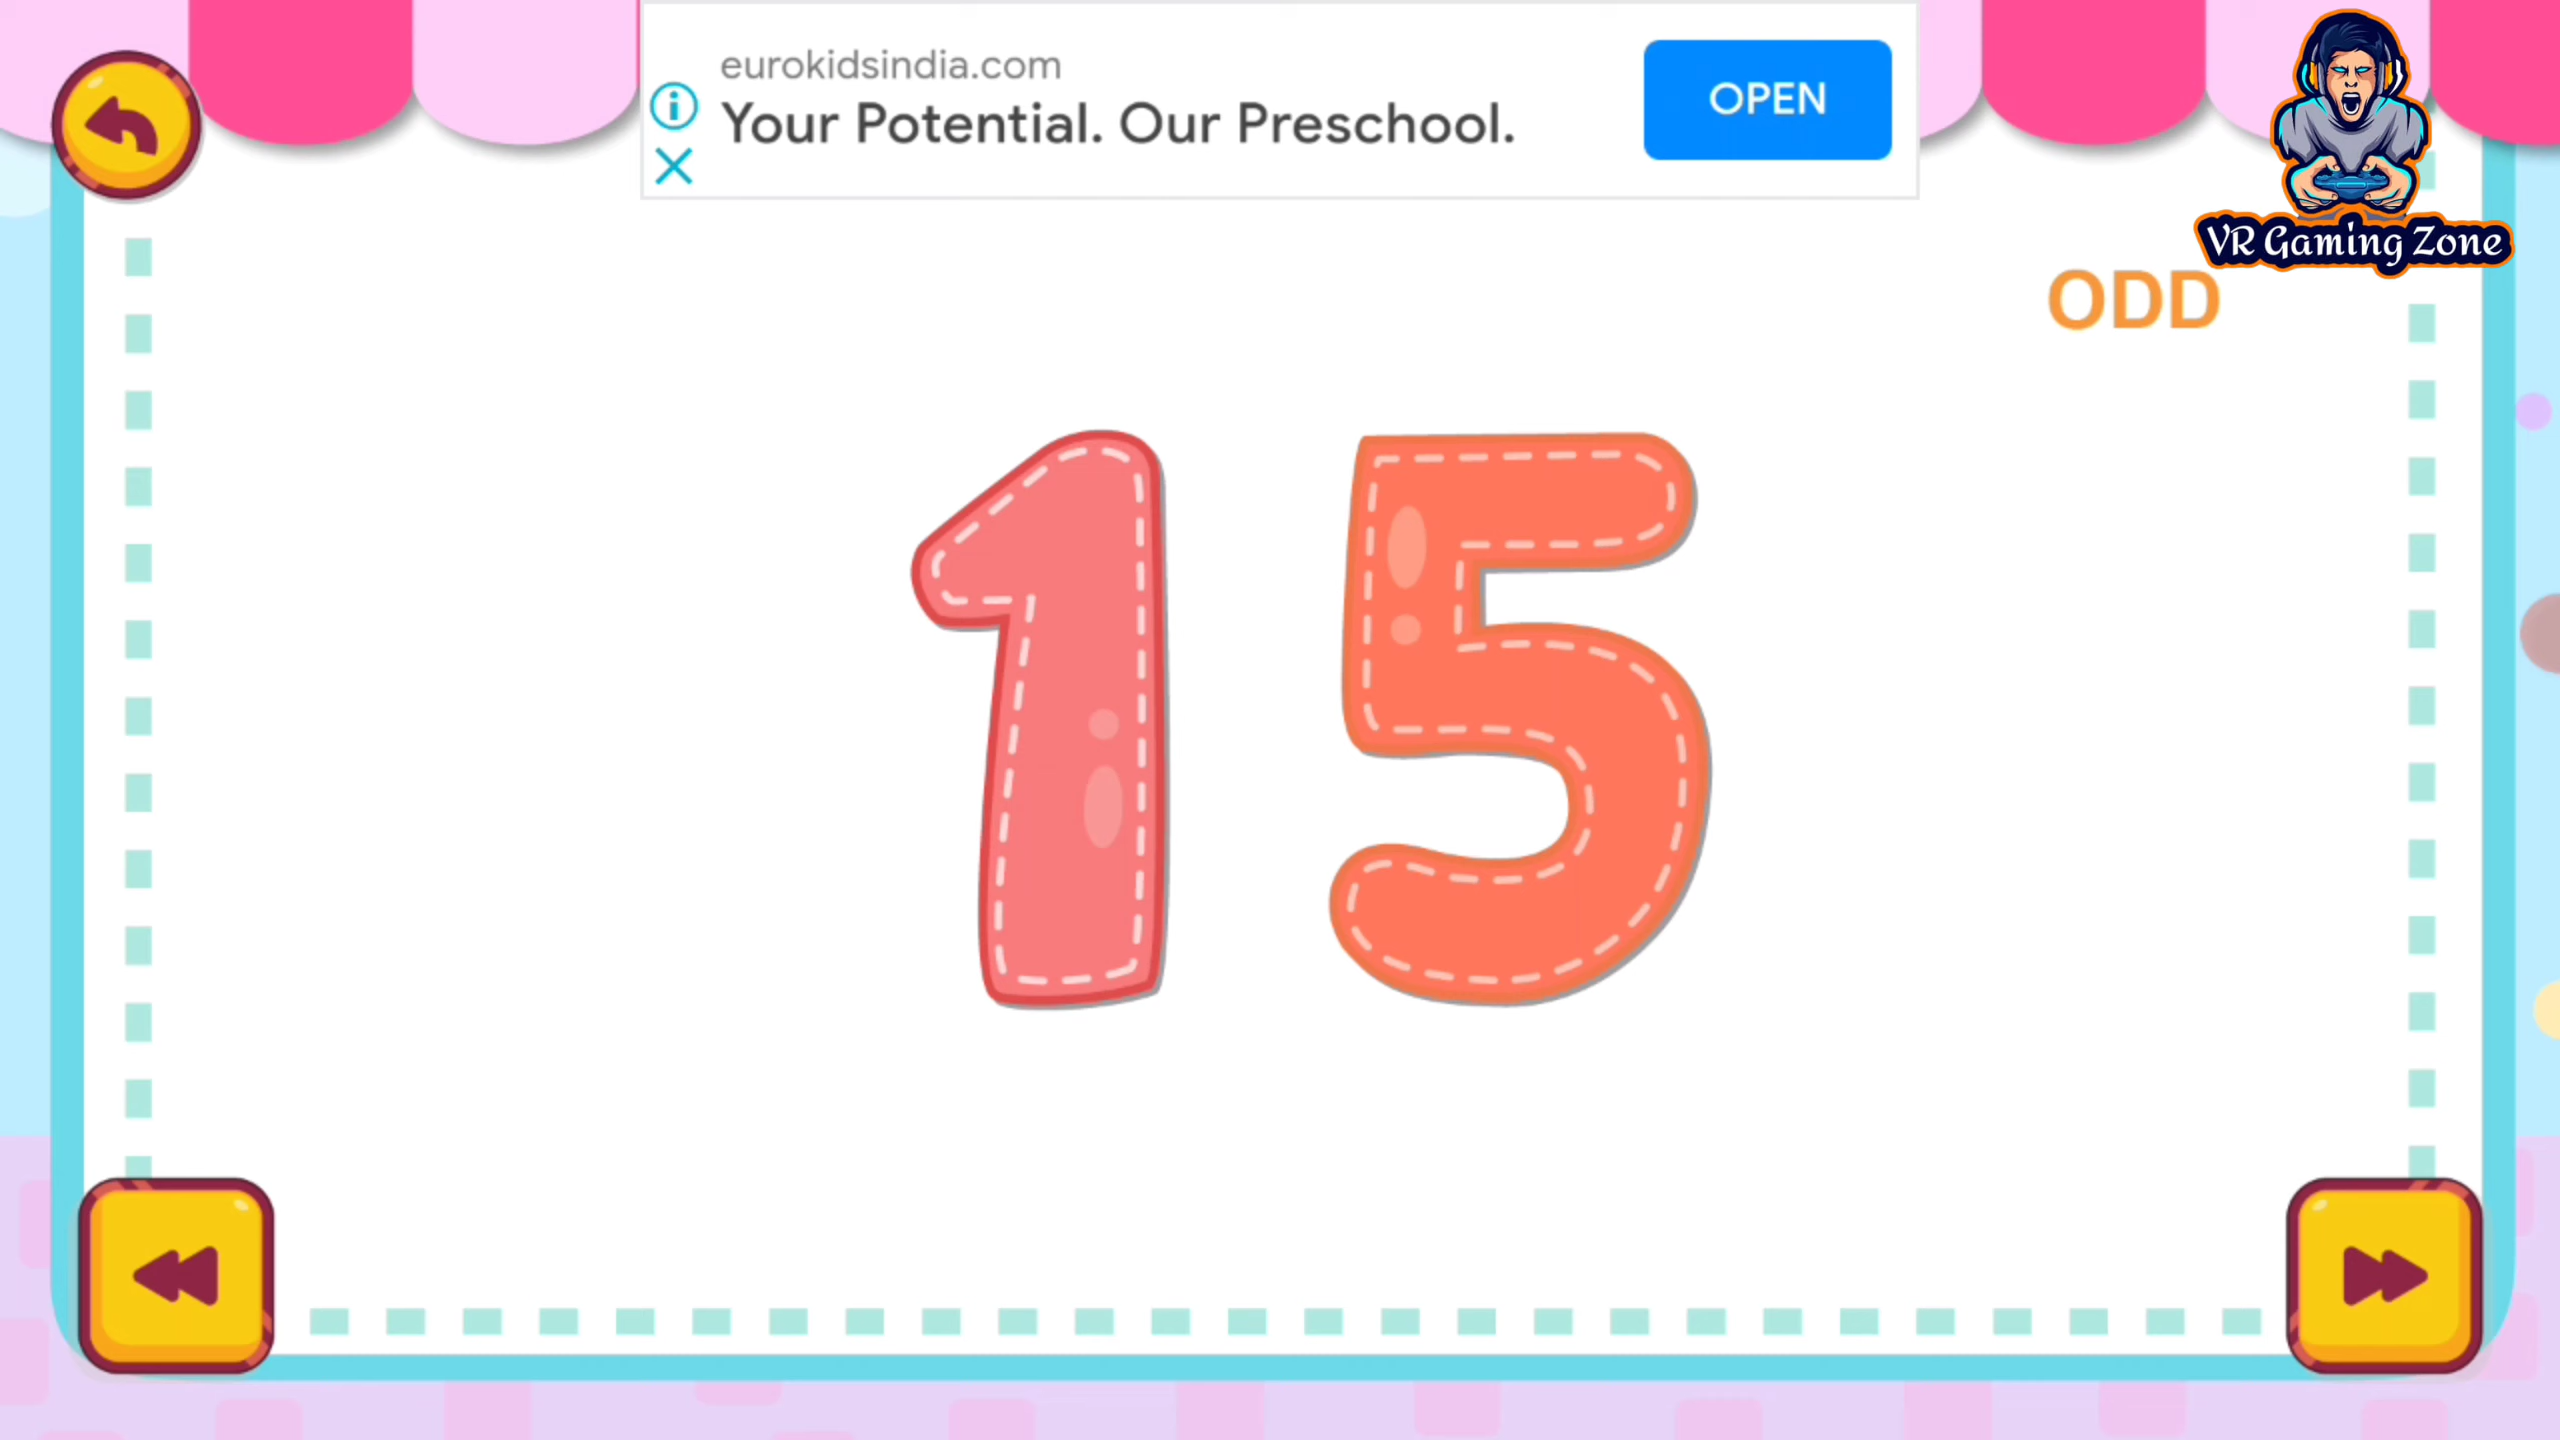 eurokidsindia.com
Your Potential. Our Preschool.
OPEN
VR Gaming Zone
ODD
15